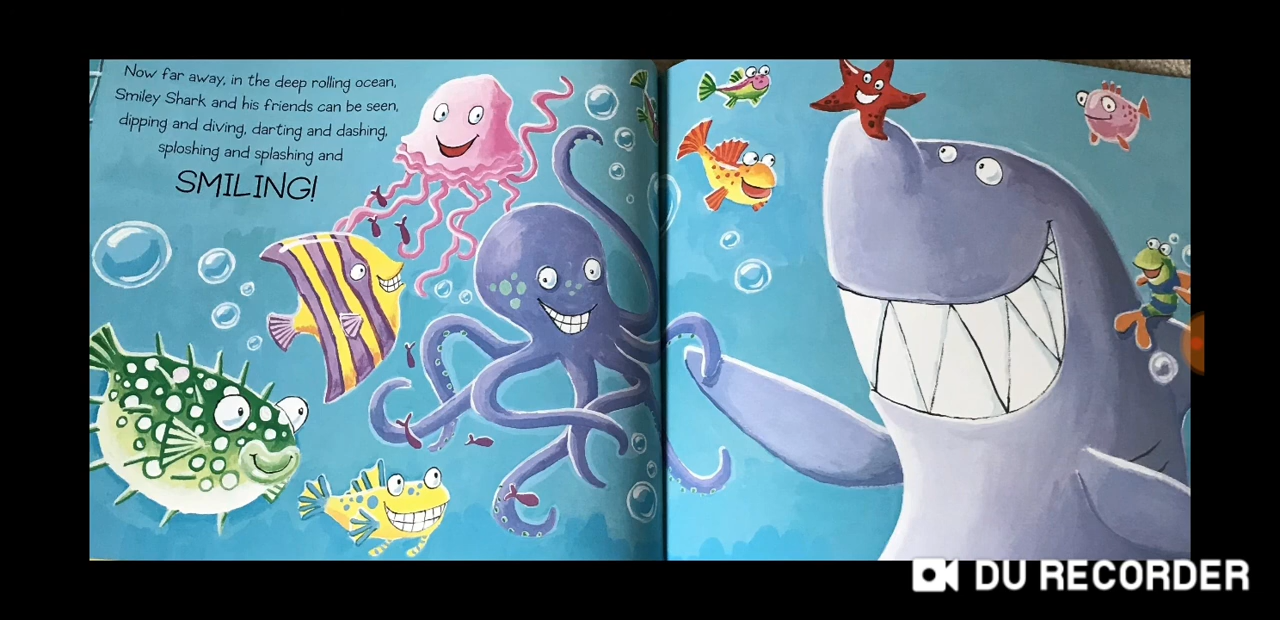 Now far away, in the deep rolling ocean,
Smiley Shark and his friends can be seen,
dipping and diving, darting and dashing,
sploshing and splashing and
SMILING!
DU RECORDER